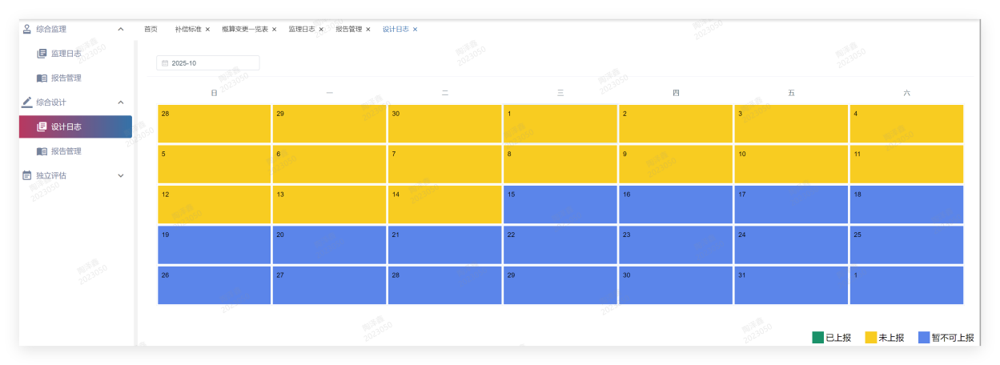 综合监理
首页 补偿标准 × 概算变更一览表 × 监理日志 × 报告管理 × 设计日志 ×
监理日志
2025-10
报告管理
日 一 二 三 四 五 六
综合设计
28 29 30 1 2 3 4
设计日志
报告管理
5 6 7 8 9 10 11
独立评估
12 13 14 15 16 17 18
19 20 21 22 23 24 25
26 27 28 29 30 31 1
已上报 未上报 暂不可上报